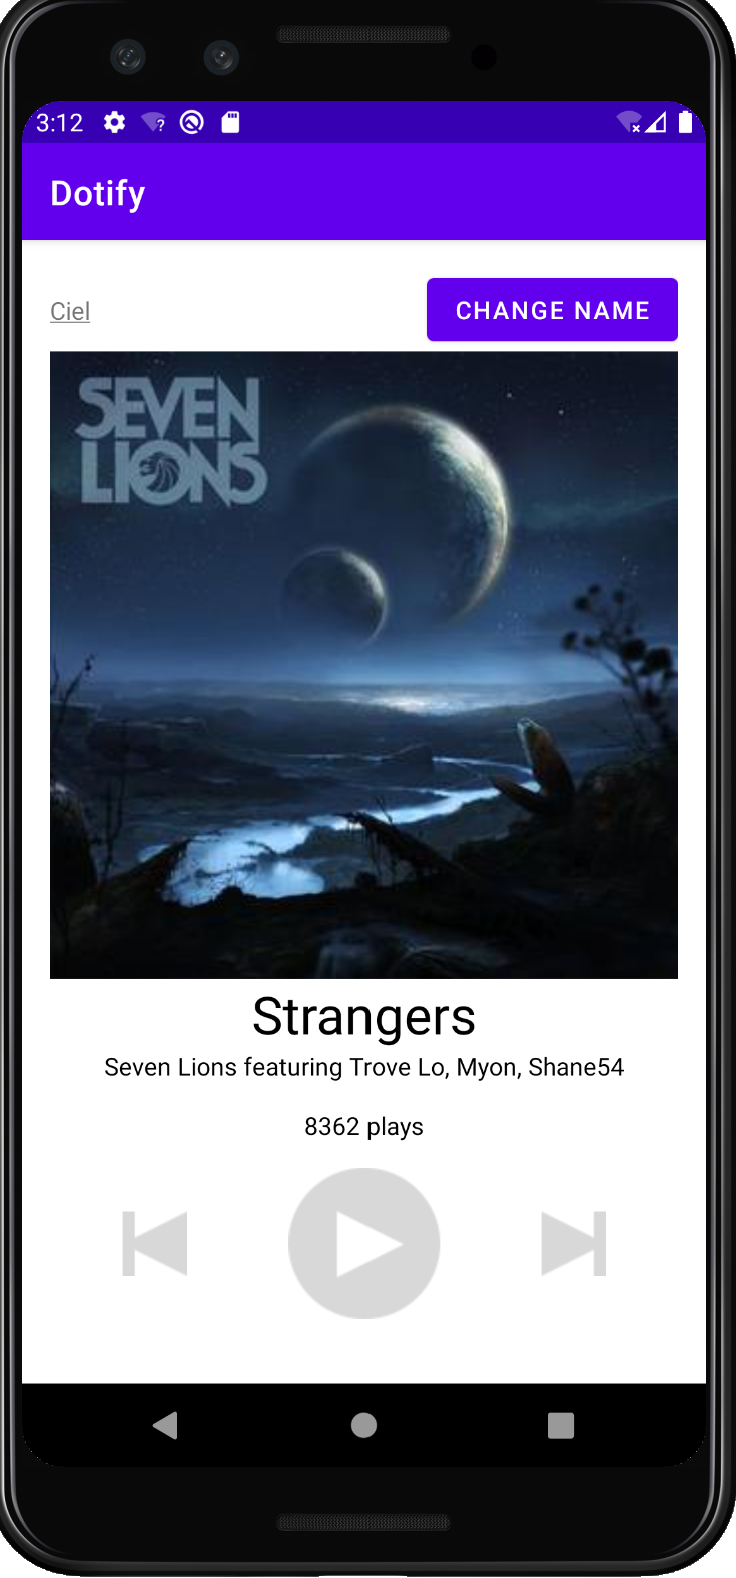 3:12
Dotify
Ciel
CHANGE NAME
SEVEN
LIONS
Strangers
Seven Lions featuring Trove Lo, Myon, Shane54
8362 plays